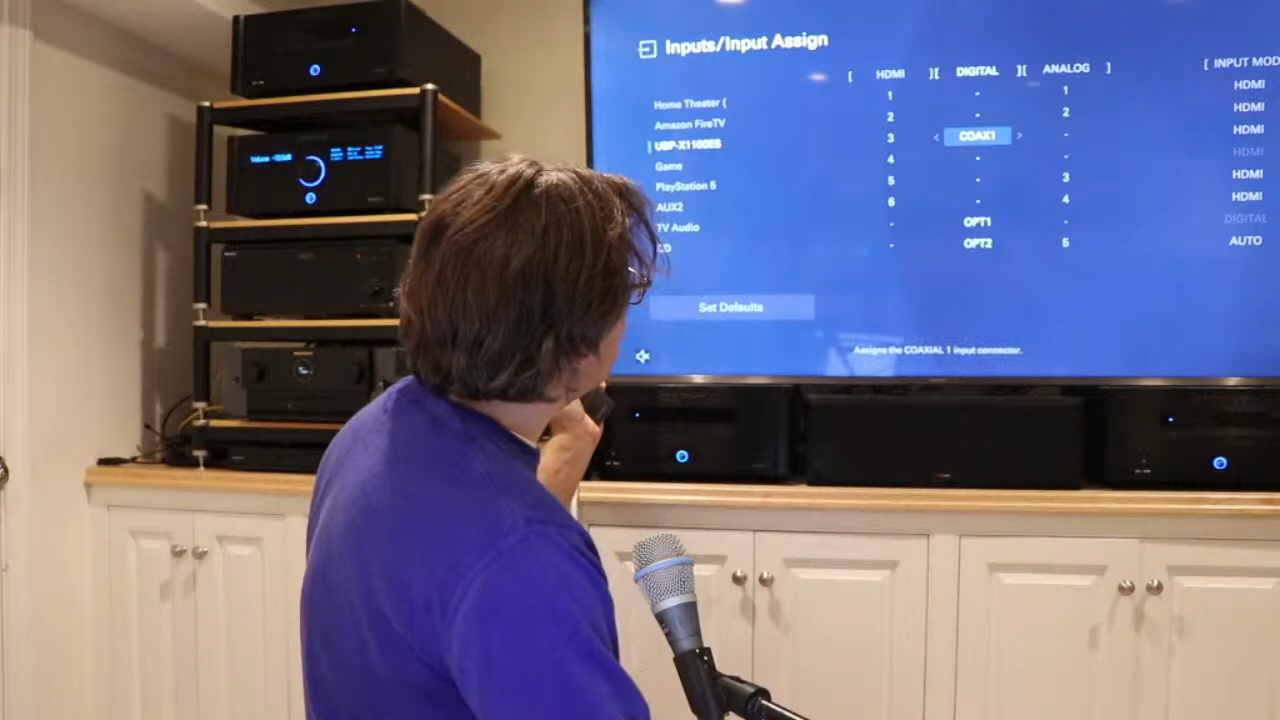 Inputs/Input Assign
[ HDMI ][ DIGITAL ][ ANALOG ] [ INPUT MOD
Home Theater ( 1 - 1 HDMI
Amazon FireTV 2 - 2 HDMI
UBP-X1100ES 3 < COAX1 > - HDMI
Game 4 - - HDMI
PlayStation 5 5 - 3 HDMI
AUX2 6 - 4 HDMI
TV Audio - OPT1 - DIGITAL
- OPT2 5 AUTO
Set Defaults
Assigns the COAXIAL 1 input connector.